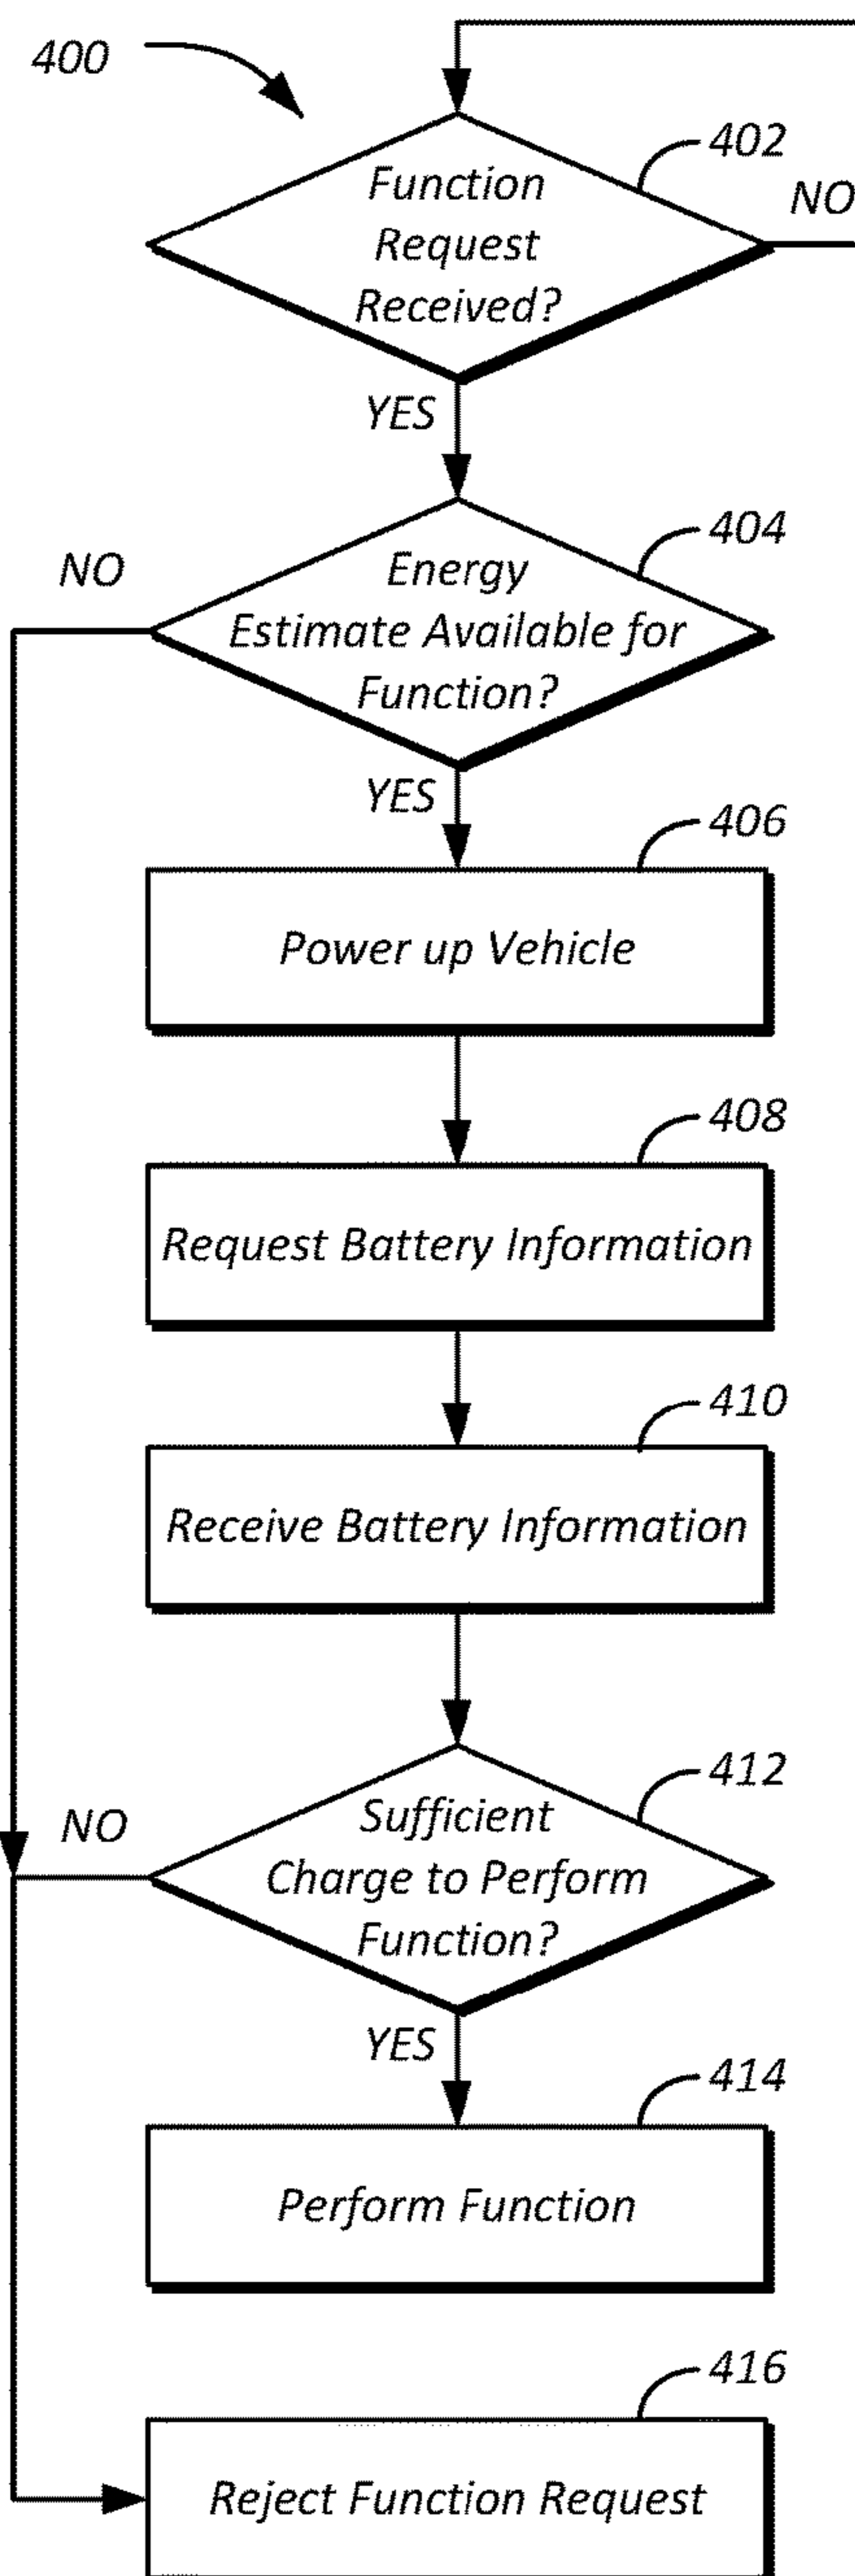 400
402
Function
Request
Received?
NO
YES
404
NO
Energy
Estimate Available for
Function?
YES
406
Power up Vehicle
408
Request Battery Information
410
Receive Battery Information
412
NO
Sufficient
Charge to Perform
Function?
YES
414
Perform Function
416
Reject Function Request